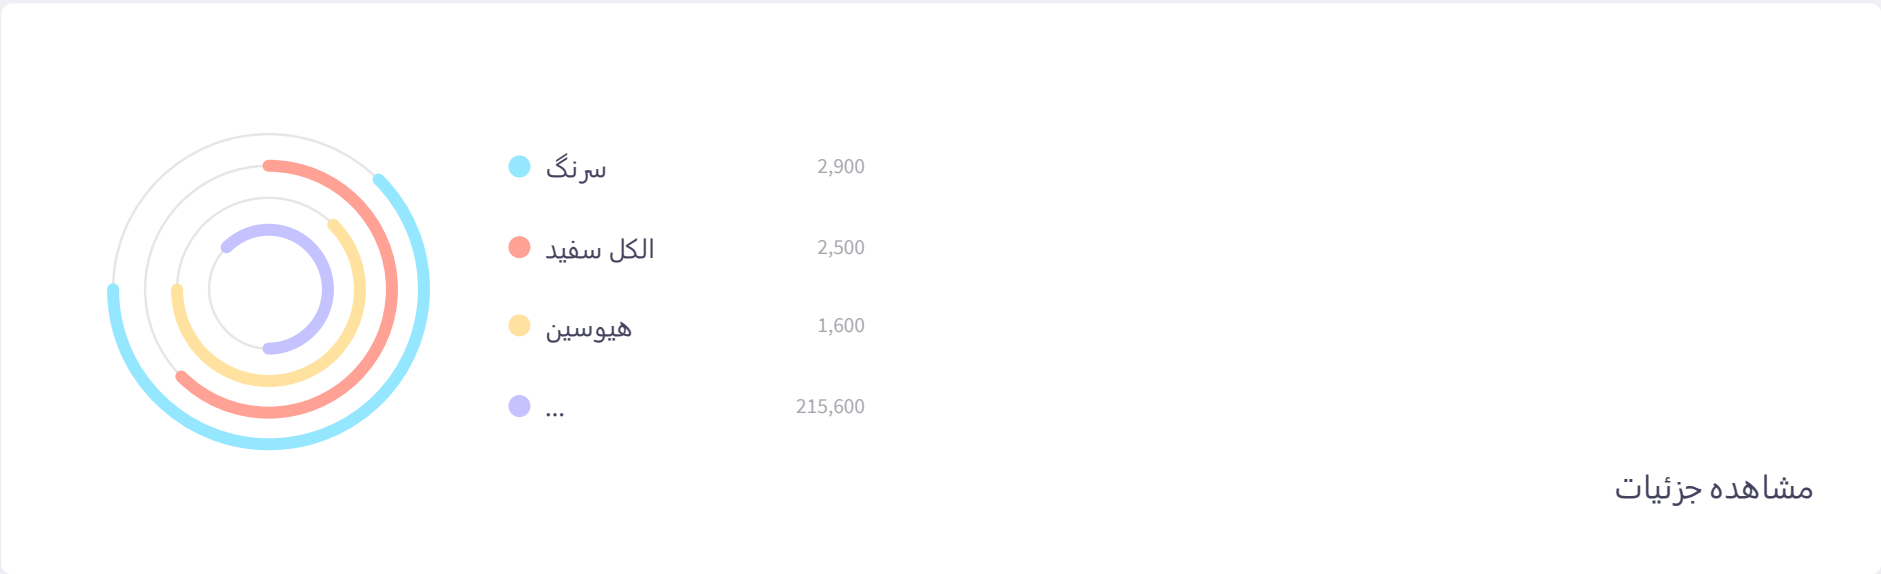 سرنگ 2,900
الکل سفید 2,500
هیوسین 1,600
... 215,600
مشاهده جزئیات